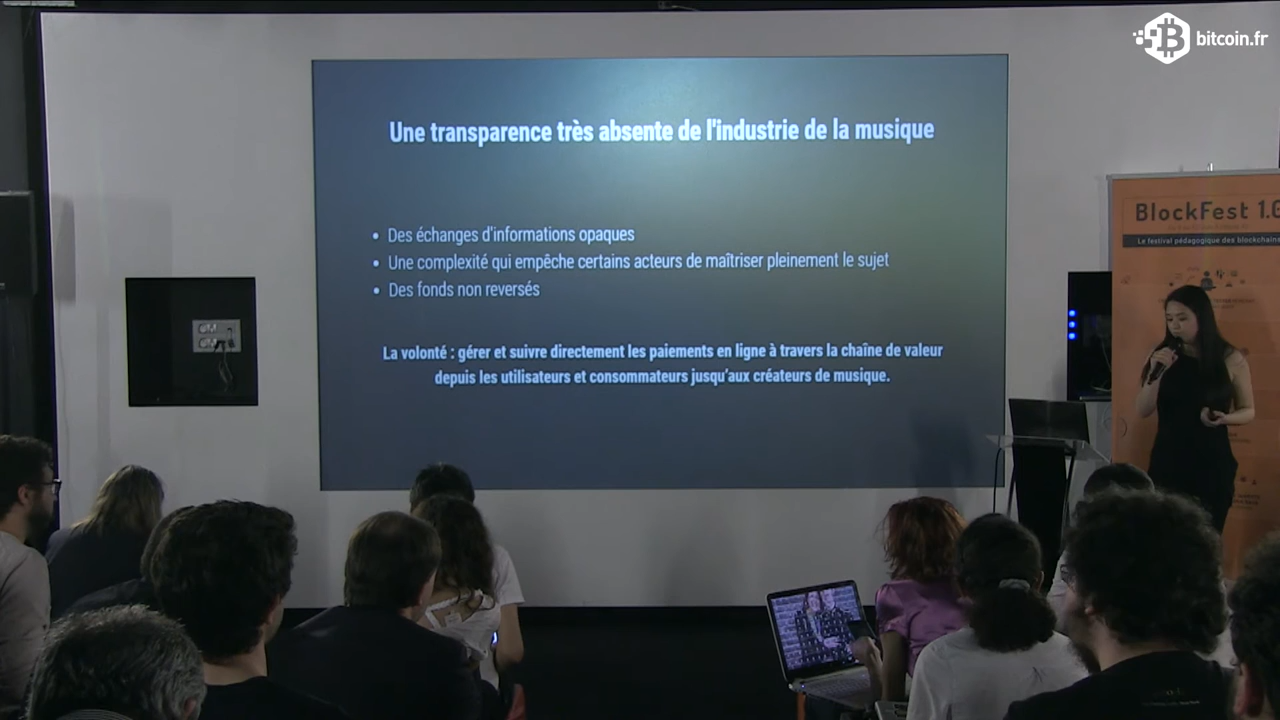 bitcoin.fr
Une transparence très absente de l'industrie de la musique
• Des échanges d'informations opaques
• Une complexité qui empêche certains acteurs de maîtriser pleinement le sujet
• Des fonds non reversés
La volonté : gérer et suivre directement les paiements en ligne à travers la chaîne de valeur
depuis les utilisateurs et consommateurs jusqu'aux créateurs de musique.
BlockFest 1.0
Le festival pédagogique des blockchains